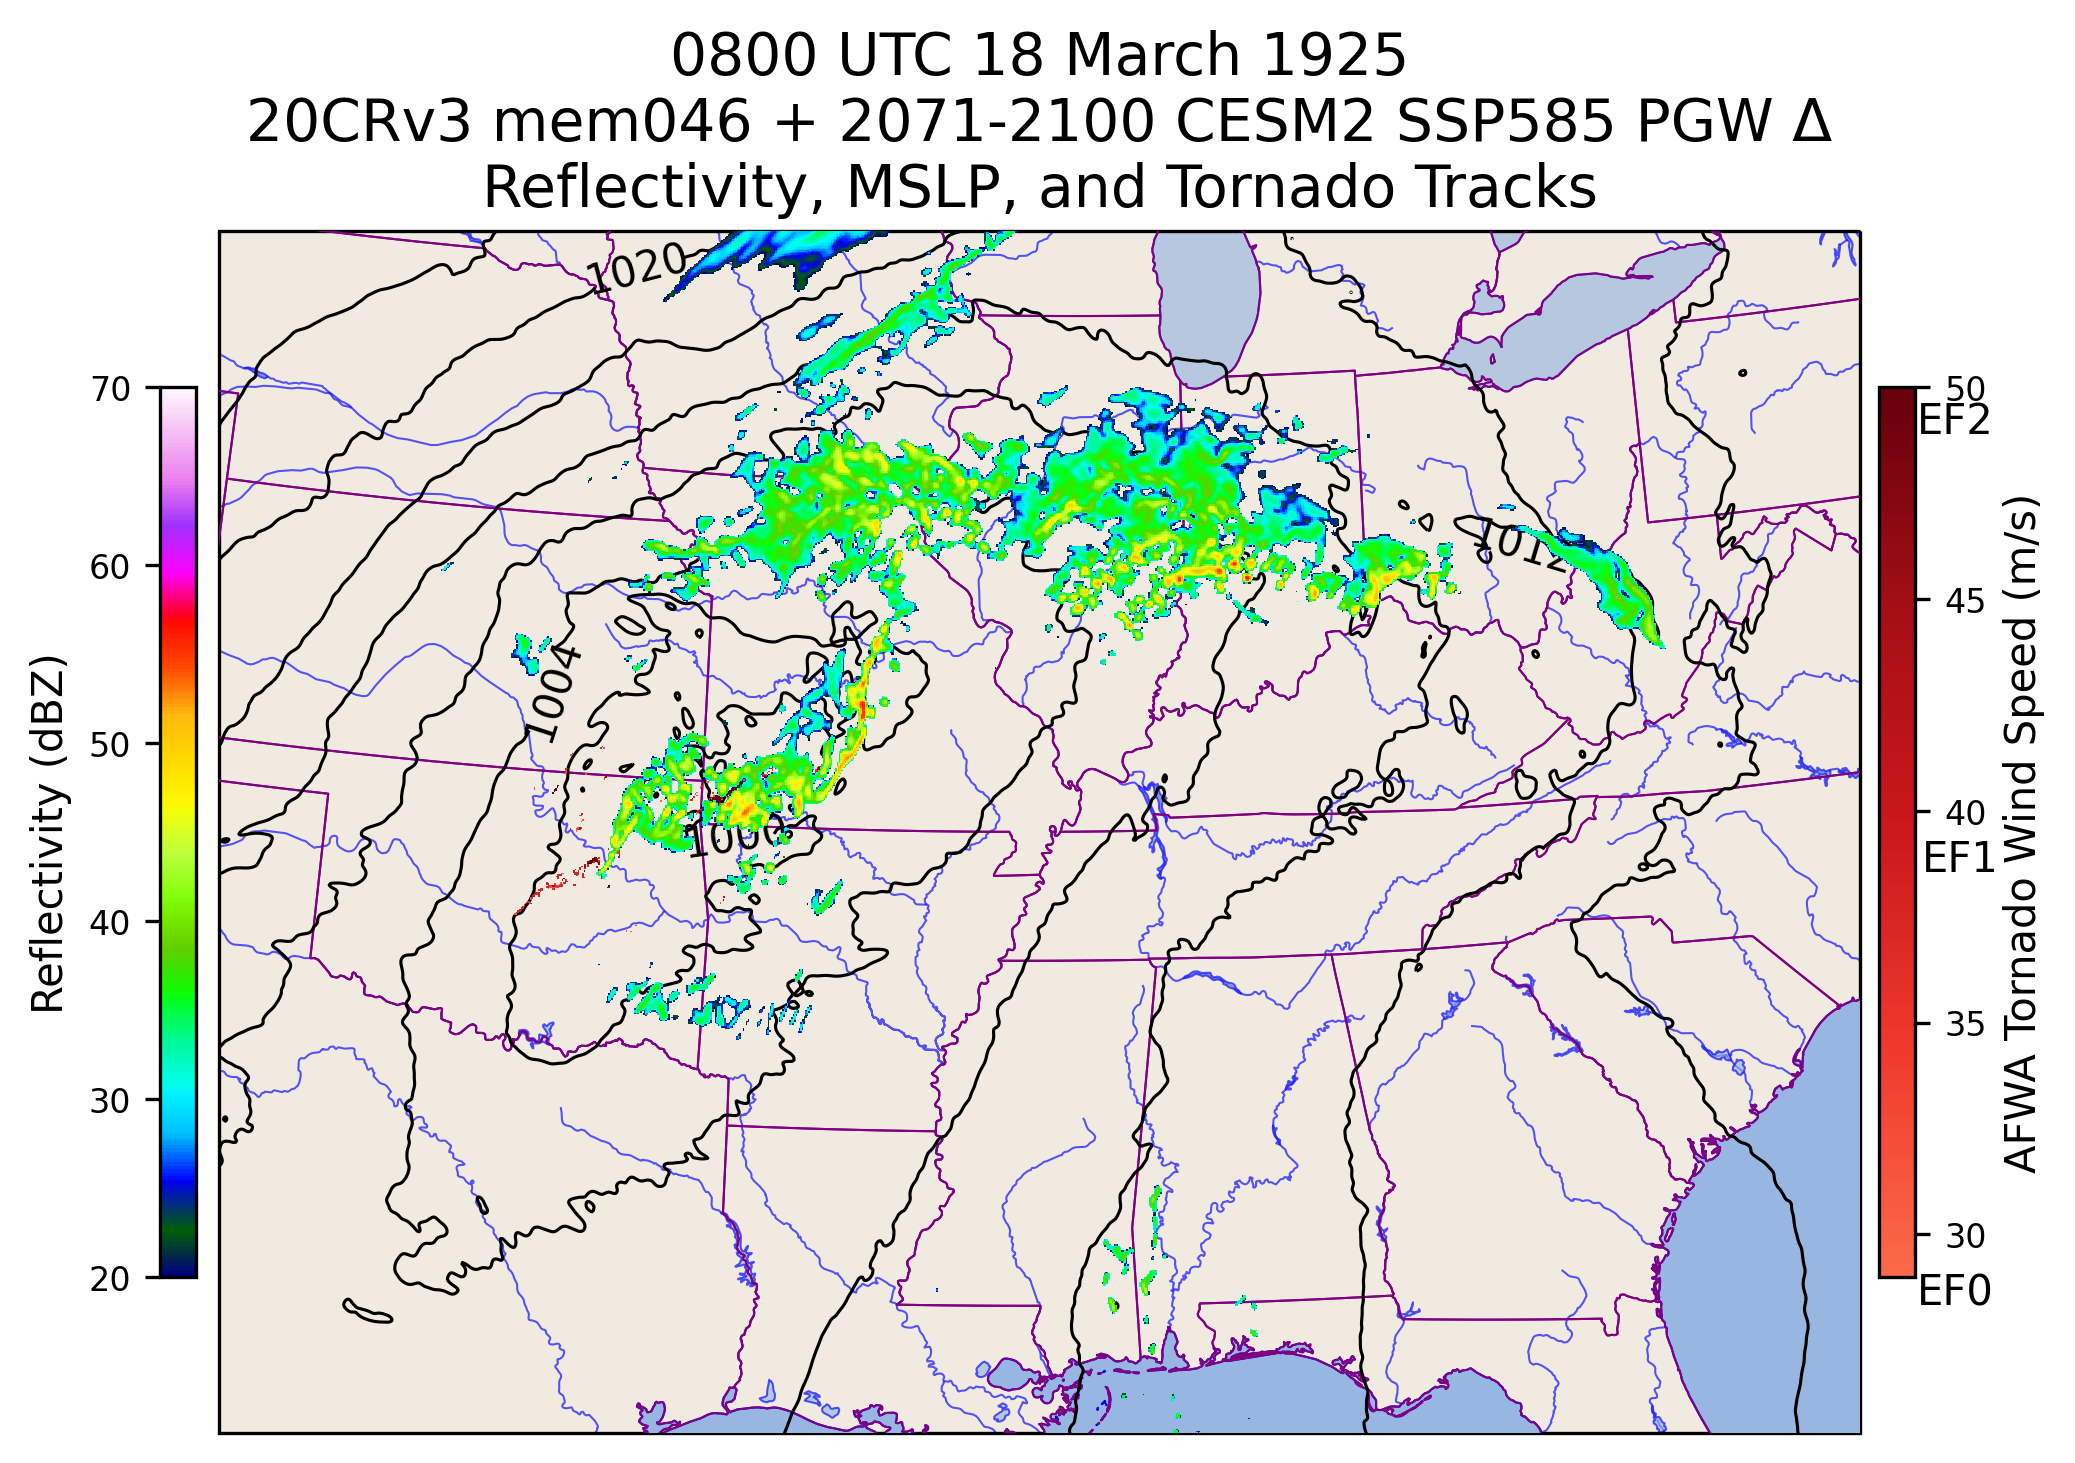 0800 UTC 18 March 1925
20CRv3 mem046 + 2071-2100 CESM2 SSP585 PGW Δ
Reflectivity, MSLP, and Tornado Tracks
1020
1012
1004
1000
Reflectivity (dBZ)
70
60
50
40
30
20
50
EF2
45
40
EF1
35
30
EF0
AFWA Tornado Wind Speed (m/s)